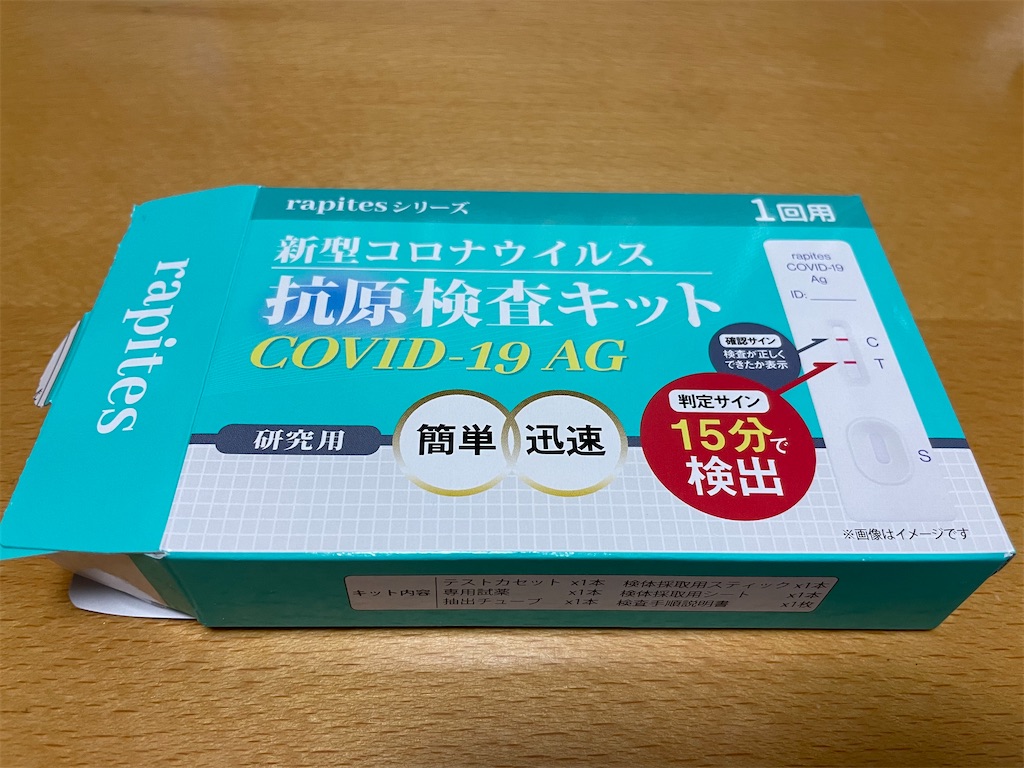 rapites
rapitesシリーズ
1回用
新型コロナウイルス
抗原検査キット
COVID-19 AG
研究用
簡単
迅速
確認サイン
検査が正しく
できたか表示
判定サイン
15分で
検出
rapites
COVID-19
Ag
ID:
C
T
S
※画像はイメージです
キット内容
テストカセット x1本 検体採取用スティック x1本
専用試薬 x1本 検体採取用シート x1本
抽出チューブ x1本 検査手順説明書 x1枚